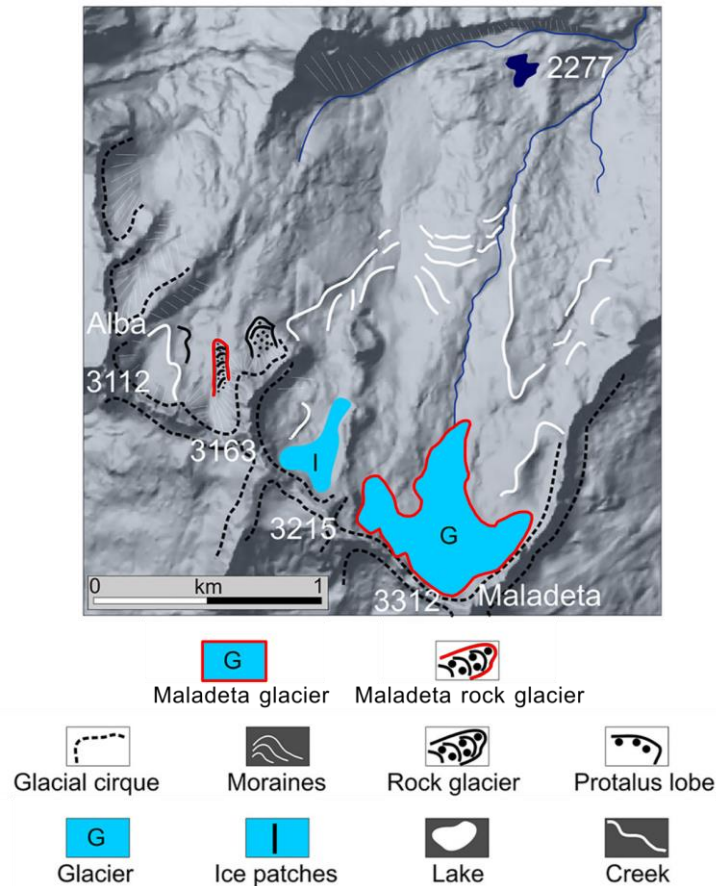 2277
Alba
3112
3163
I
3215
G
0 km 1
3312 Maladeta
G
Maladeta glacier Maladeta rock glacier
Glacial cirque Moraines Rock glacier Protalus lobe
G I
Glacier Ice patches Lake Creek